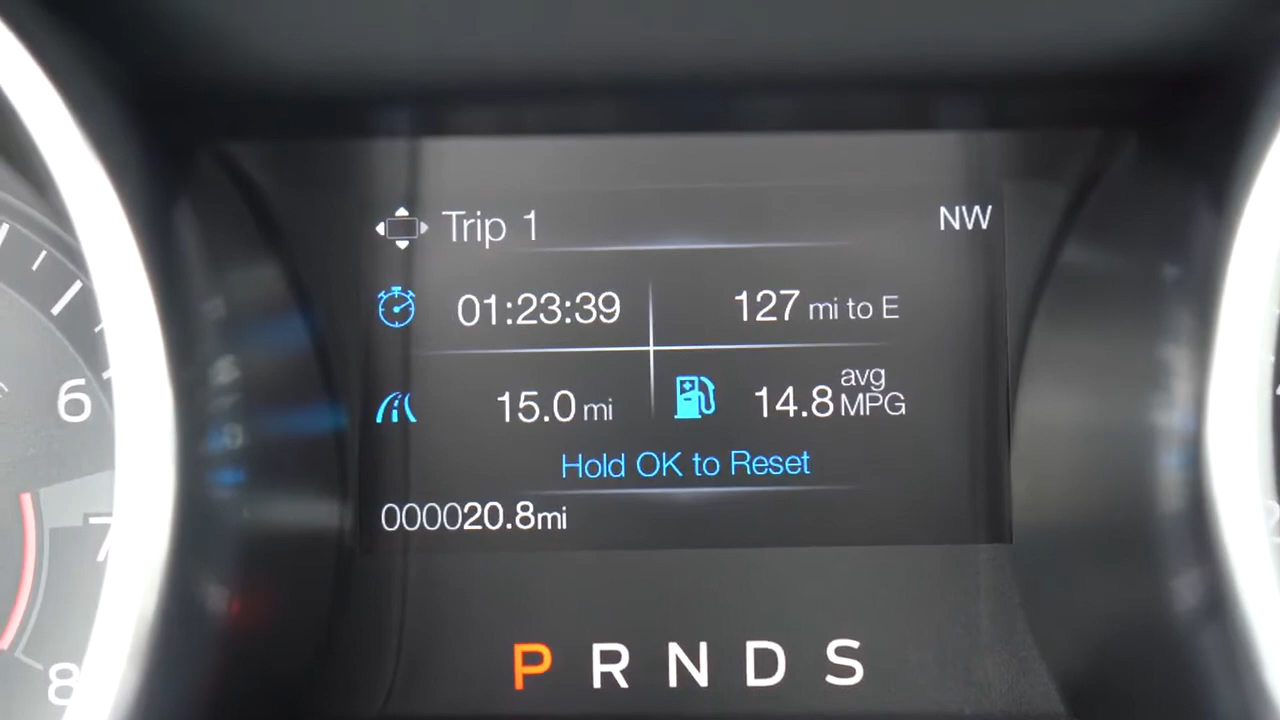 Trip 1
NW
01:23:39
127 mi to E
15.0 mi
14.8 avg MPG
Hold OK to Reset
000020.8mi
P R N D S
6
7
8